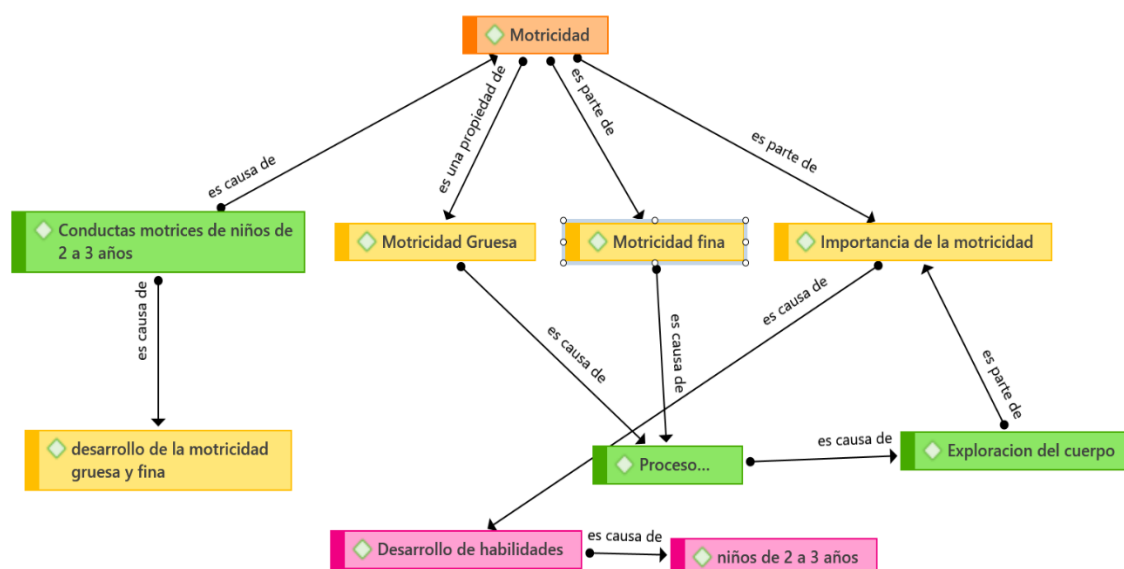 Motricidad
es causa de
es una propiedad de
es parte de
es parte de
Conductas motrices de niños de
2 a 3 años
Motricidad Gruesa
Motricidad fina
Importancia de la motricidad
es causa de
es causa de
es causa de
es causa de
es parte de
desarrollo de la motricidad
gruesa y fina
Proceso...
es causa de
Exploracion del cuerpo
Desarrollo de habilidades
es causa de
niños de 2 a 3 años